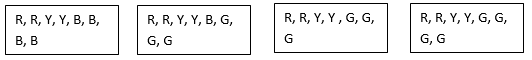 R, R, Y, Y, B, B,
B, B
R, R, Y, Y, B, G,
G, G
R, R, Y, Y , G, G,
G
R, R, Y, Y, G, G,
G, G